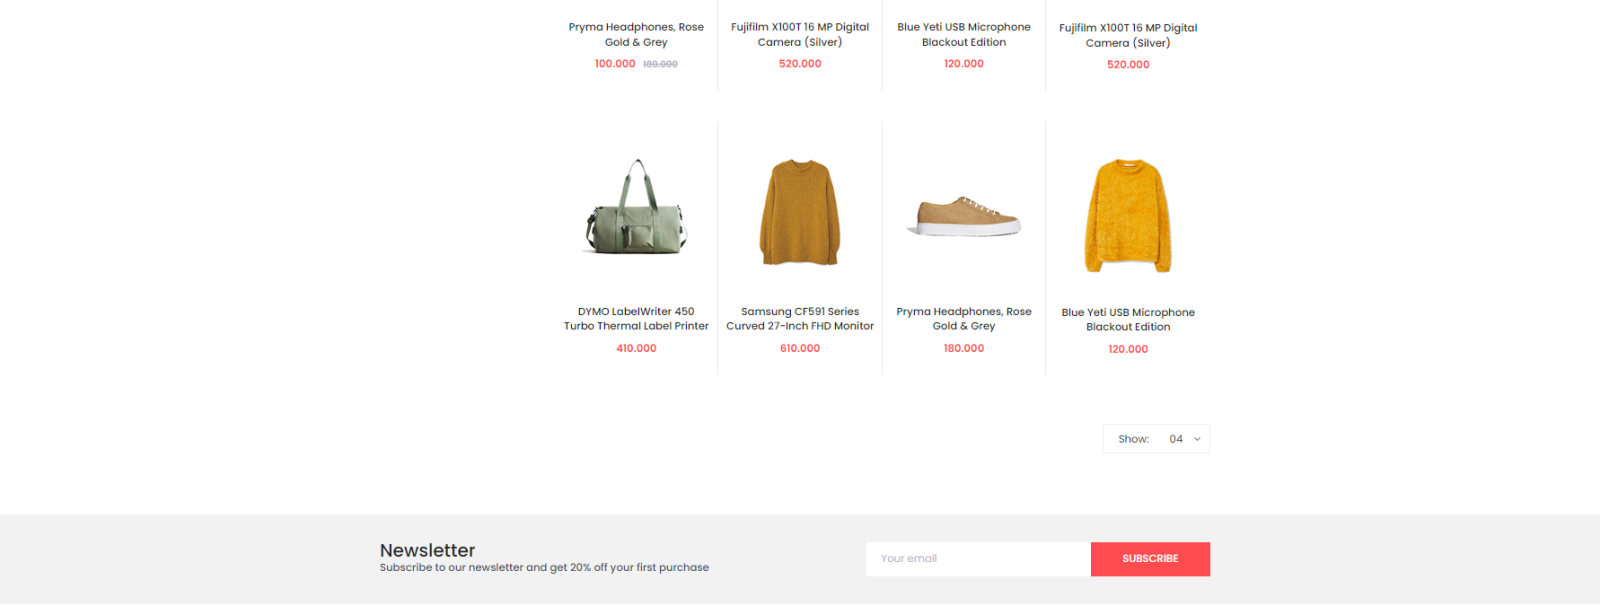 Pryma Headphones, Rose
Gold & Grey
100.000 180.000
Fujifilm X100T 16 MP Digital
Camera (Silver)
520.000
Blue Yeti USB Microphone
Blackout Edition
120.000
Fujifilm X100T 16 MP Digital
Camera (Silver)
520.000
DYMO LabelWriter 450
Turbo Thermal Label Printer
410.000
Samsung CF591 Series
Curved 27-Inch FHD Monitor
610.000
Pryma Headphones, Rose
Gold & Grey
180.000
Blue Yeti USB Microphone
Blackout Edition
120.000
Show: 04
Newsletter
Subscribe to our newsletter and get 20% off your first purchase
Your email
SUBSCRIBE